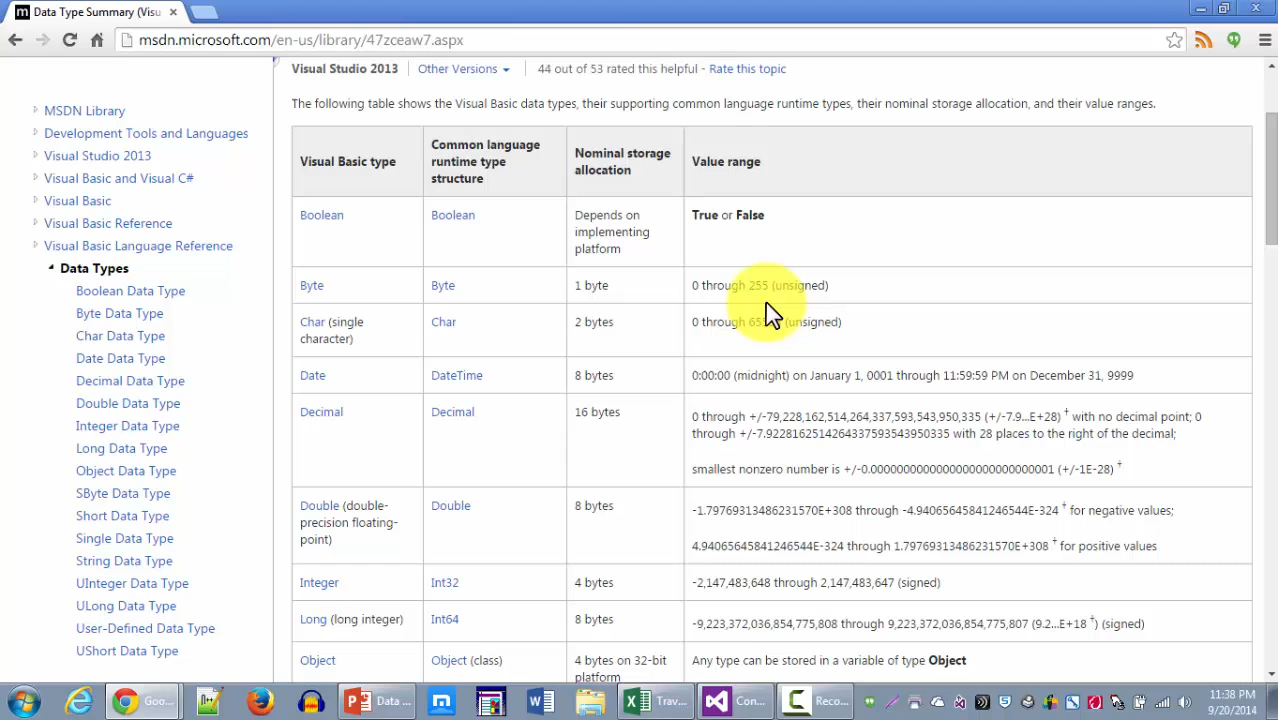 Data Type Summary (Visu
msdn.microsoft.com/en-us/library/47zceaw7.aspx
Visual Studio 2013
Other Versions
44 out of 53 rated this helpful - Rate this topic
The following table shows the Visual Basic data types, their supporting common language runtime types, their nominal storage allocation, and their value ranges.
MSDN Library
Development Tools and Languages
Visual Studio 2013
Visual Basic and Visual C#
Visual Basic
Visual Basic Reference
Visual Basic Language Reference
Data Types
Boolean Data Type
Byte Data Type
Char Data Type
Date Data Type
Decimal Data Type
Double Data Type
Integer Data Type
Long Data Type
Object Data Type
SByte Data Type
Short Data Type
Single Data Type
String Data Type
UInteger Data Type
ULong Data Type
User-Defined Data Type
UShort Data Type
Visual Basic type
Common language
runtime type
structure
Nominal storage
allocation
Value range
Boolean
Boolean
Depends on
implementing
platform
True or False
Byte
Byte
1 byte
0 through 255 (unsigned)
Char (single
character)
Char
2 bytes
0 through (unsigned)
Date
DateTime
8 bytes
0:00:00 (midnight) on January 1, 0001 through 11:59:59 PM on December 31, 9999
Decimal
Decimal
16 bytes
0 through +/-79,228,162,514,264,337,593,543,950,335 (+/-7.9...E+28) † with no decimal point; 0
through +/-7.9228162514264337593543950335 with 28 places to the right of the decimal;
smallest nonzero number is +/-0.0000000000000000000000000001 (+/-1E-28) †
Double (double-
precision floating-
point)
Double
8 bytes
-1.79769313486231570E+308 through -4.94065645841246544E-324 † for negative values;
4.94065645841246544E-324 through 1.79769313486231570E+308 † for positive values
Integer
Int32
4 bytes
-2,147,483,648 through 2,147,483,647 (signed)
Long (long integer)
Int64
8 bytes
-9,223,372,036,854,775,808 through 9,223,372,036,854,775,807 (9.2...E+18 †) (signed)
Object
Object (class)
4 bytes on 32-bit
platform
Any type can be stored in a variable of type Object
Goo...
Data ...
Trav...
Con...
Reco...
11:38 PM
9/20/2014